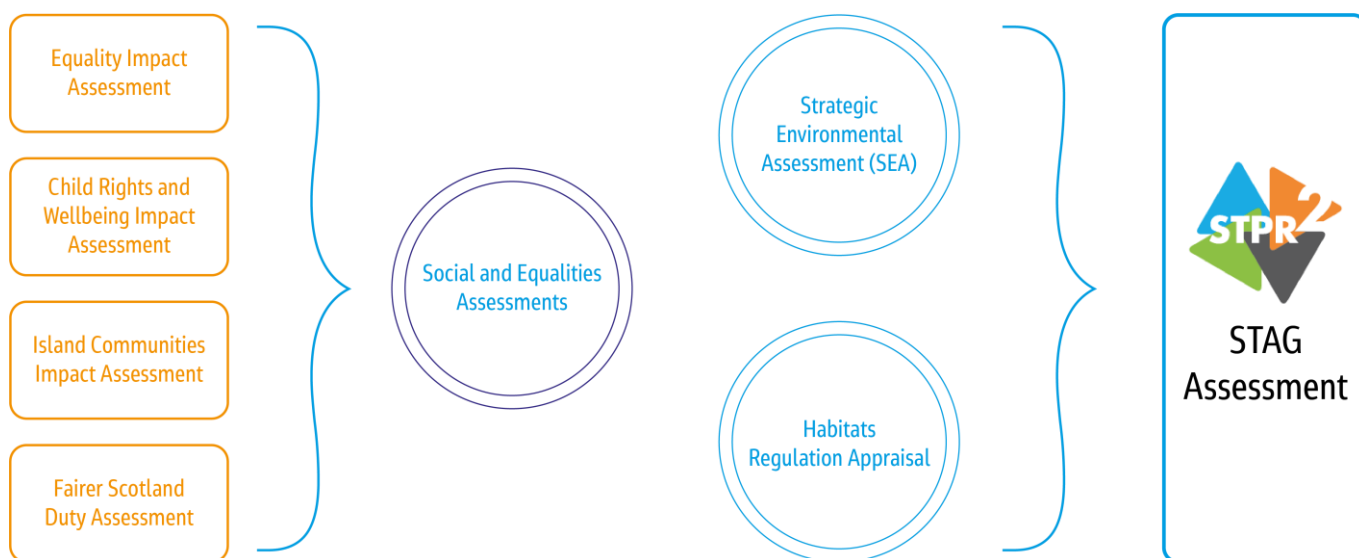 Equality Impact
Assessment
Child Rights and
Wellbeing Impact
Assessment
Island Communities
Impact Assessment
Fairer Scotland
Duty Assessment
Social and Equalities
Assessments
Strategic
Environmental
Assessment (SEA)
Habitats
Regulation Appraisal
STPR2
STAG
Assessment